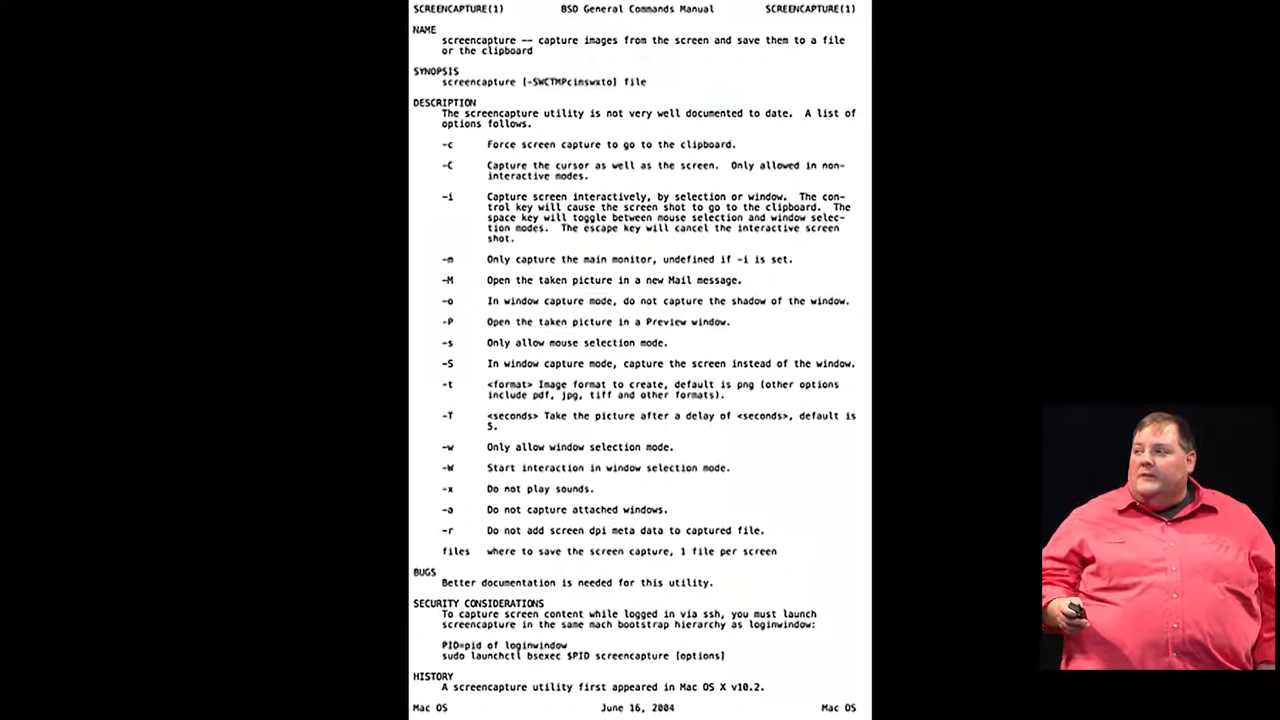 SCREENCAPTURE(1) BSD General Commands Manual SCREENCAPTURE(1)
NAME
screencapture -- capture images from the screen and save them to a file
or the clipboard
SYNOPSIS
screencapture [-SWCTMPcimswxto] file
DESCRIPTION
The screencapture utility is not very well documented to date. A list of
options follows.
-c Force screen capture to go to the clipboard.
-C Capture the cursor as well as the screen. Only allowed in non-
interactive modes.
-i Capture screen interactively, by selection or window. The con-
trol key will cause the screen shot to go to the clipboard. The
space key will toggle between mouse selection and window selec-
tion modes. The escape key will cancel the interactive screen
shot.
-m Only capture the main monitor, undefined if -i is set.
-M Open the taken picture in a new Mail message.
-o In window capture mode, do not capture the shadow of the window.
-P Open the taken picture in a Preview window.
-s Only allow mouse selection mode.
-S In window capture mode, capture the screen instead of the window.
-t <format> Image format to create, default is png (other options
include pdf, jpg, tiff and other formats).
-T <seconds> Take the picture after a delay of <seconds>, default is
5.
-w Only allow window selection mode.
-W Start interaction in window selection mode.
-x Do not play sounds.
-a Do not capture attached windows.
-r Do not add screen dpi meta data to captured file.
files where to save the screen capture, 1 file per screen
BUGS
Better documentation is needed for this utility.
SECURITY CONSIDERATIONS
To capture screen content while logged in via ssh, you must launch
screencapture in the same mach bootstrap hierarchy as loginwindow:
PID=pid of loginwindow
sudo launchctl bsexec $PID screencapture [options]
HISTORY
A screencapture utility first appeared in Mac OS X v10.2.
Mac OS June 16, 2004 Mac OS